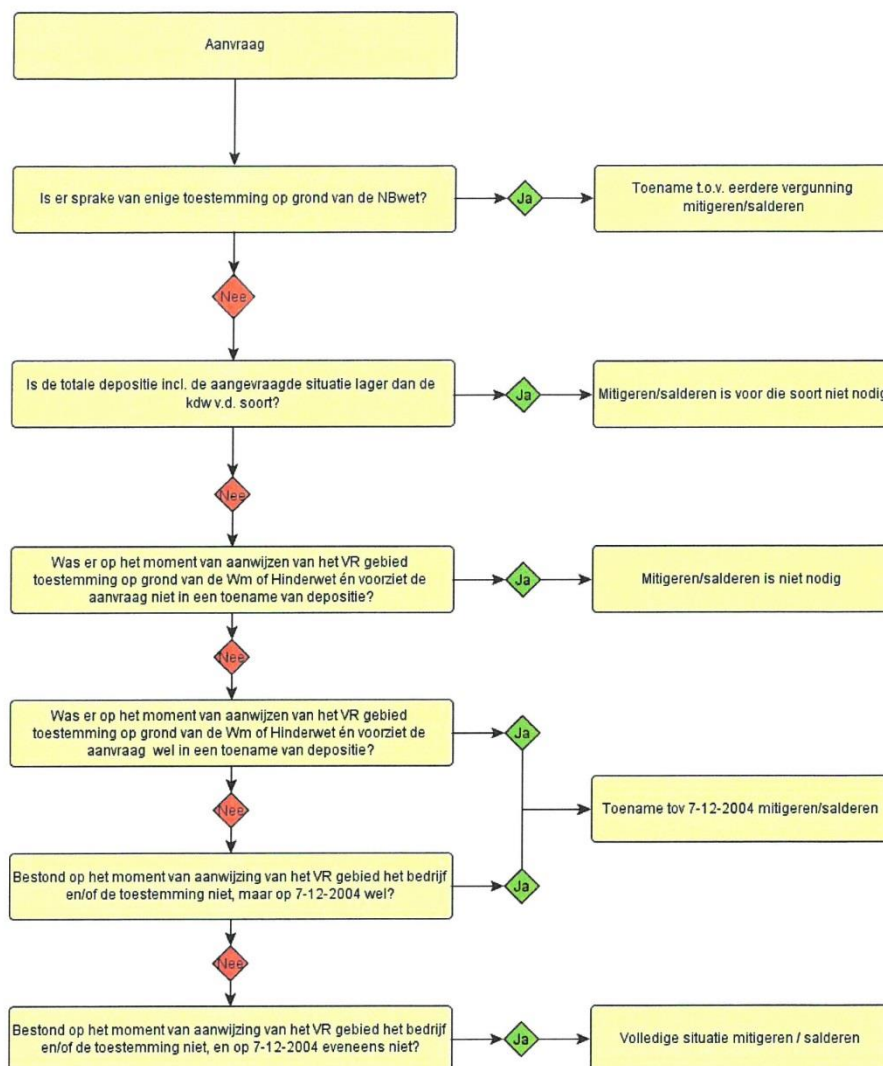 Aanvraag
Is er sprake van enige toestemming op grond van de NBwet?
Ja
Toename t.o.v. eerdere vergunning
mitigeren/salderen
Nee
Is de totale depositie incl. de aangevraagde situatie lager dan de
kdw v.d. soort?
Ja
Mitigeren/salderen is voor die soort niet nodig
Nee
Was er op het moment van aanwijzen van het VR gebied
toestemming op grond van de Wm of Hinderwet én voorziet de
aanvraag niet in een toename van depositie?
Ja
Mitigeren/salderen is niet nodig
Nee
Was er op het moment van aanwijzen van het VR gebied
toestemming op grond van de Wm of Hinderwet én voorziet de
aanvraag wel in een toename van depositie?
Ja
Toename tov 7-12-2004 mitigeren/salderen
Nee
Bestond op het moment van aanwijzing van het VR gebied het bedrijf
en/of de toestemming niet, maar op 7-12-2004 wel?
Ja
Nee
Bestond op het moment van aanwijzing van het VR gebied het bedrijf
en/of de toestemming niet, en op 7-12-2004 eveneens niet?
Ja
Volledige situatie mitigeren / salderen